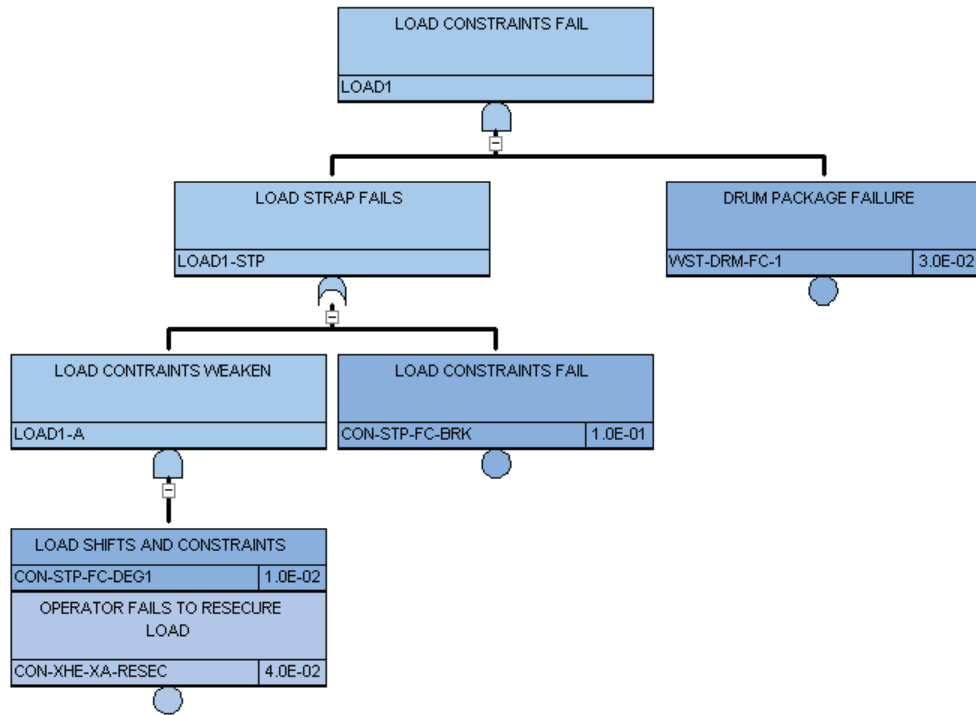 LOAD CONSTRAINTS FAIL
LOAD1
LOAD STRAP FAILS
LOAD1-STP
DRUM PACKAGE FAILURE
WST-DRM-FC-1 3.0E-02
LOAD CONTRAINTS WEAKEN
LOAD1-A
LOAD CONSTRAINTS FAIL
CON-STP-FC-BRK 1.0E-01
LOAD SHIFTS AND CONSTRAINTS
CON-STP-FC-DEG1 1.0E-02
OPERATOR FAILS TO RESECURE
LOAD
CON-XHE-XA-RESEC 4.0E-02